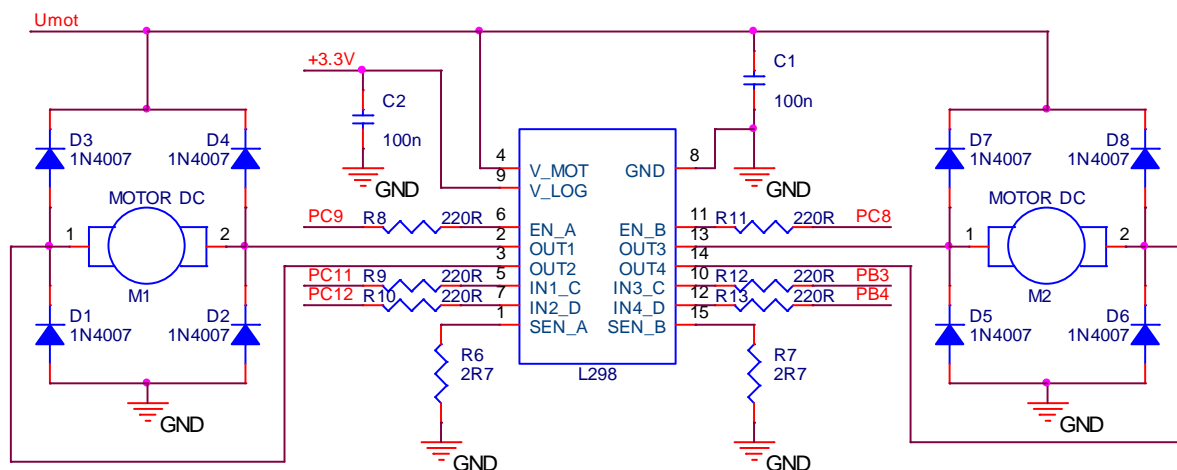 Umot
+3.3V
C1
100n
C2
100n
GND
GND
D3
1N4007
D4
1N4007
D7
1N4007
D8
1N4007
4 V_MOT GND 8
9 V_LOG
MOTOR DC
1 2
M1
MOTOR DC
1 2
M2
PC9 R8 220R 6 EN_A EN_B 11 R11 220R PC8
2 OUT1 OUT3 13
3 OUT2 OUT4 14
PC11 R9 220R 5 IN1_C IN3_C 10 R12 220R PB3
PC12 R10 220R 7 IN2_D IN4_D 12 R13 220R PB4
1 SEN_A SEN_B 15
L298
D1
1N4007
D2
1N4007
D5
1N4007
D6
1N4007
R6
2R7
R7
2R7
GND
GND
GND
GND